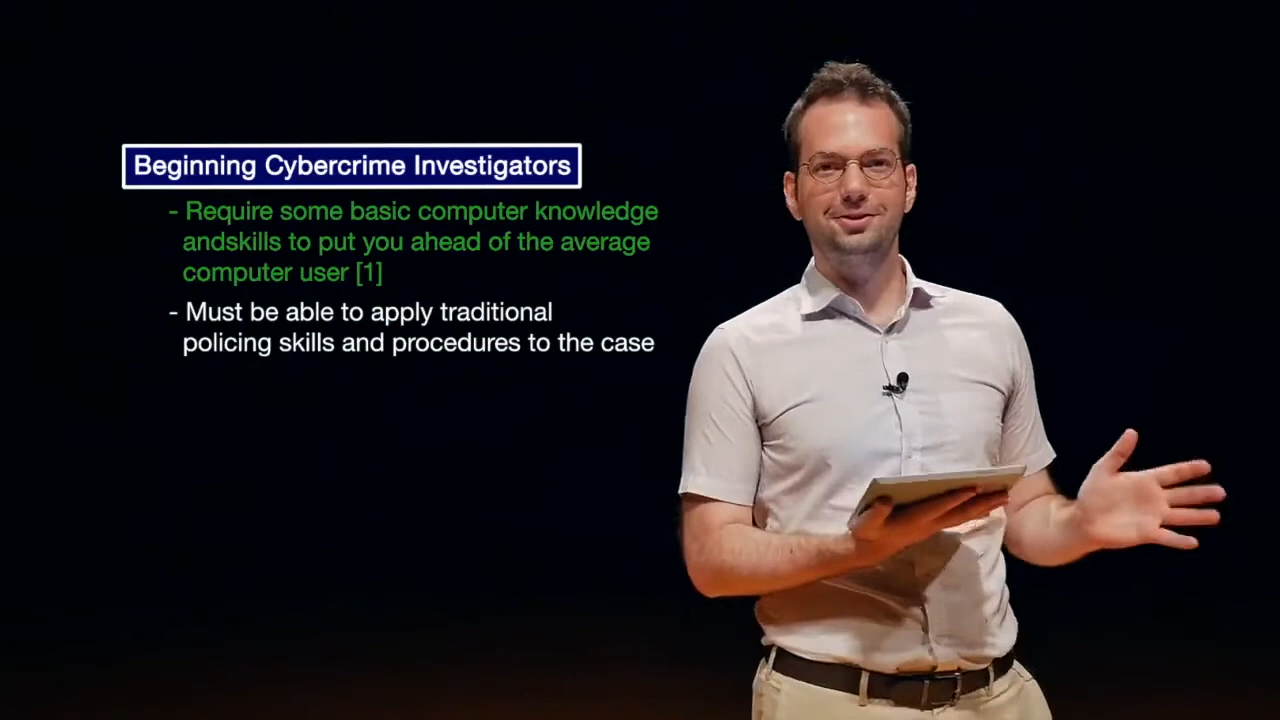 Beginning Cybercrime Investigators
- Require some basic computer knowledge
andskills to put you ahead of the average
computer user [1]
- Must be able to apply traditional
policing skills and procedures to the case